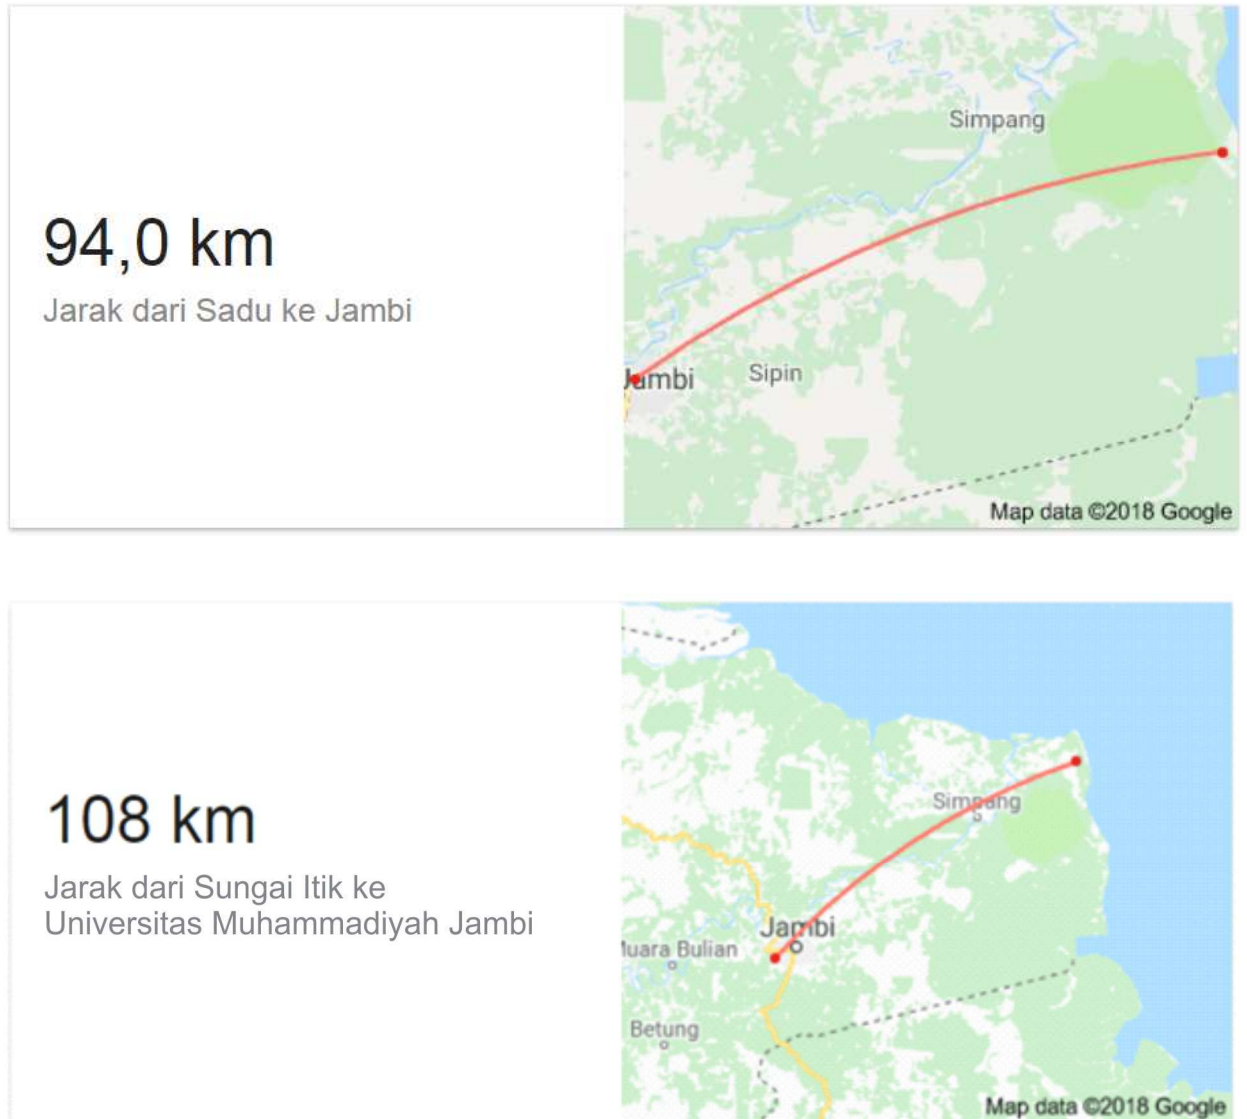 94,0 km
Jarak dari Sadu ke Jambi
Simpang
Jambi
Sipin
Map data ©2018 Google
108 km
Jarak dari Sungai Itik ke
Universitas Muhammadiyah Jambi
Simpang
Jambi
Muara Bulian
Betung
Map data ©2018 Google